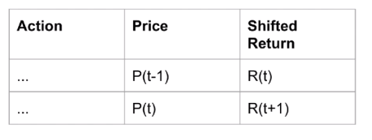 Action Price Shifted
Return
... P(t-1) R(t)
... P(t) R(t+1)